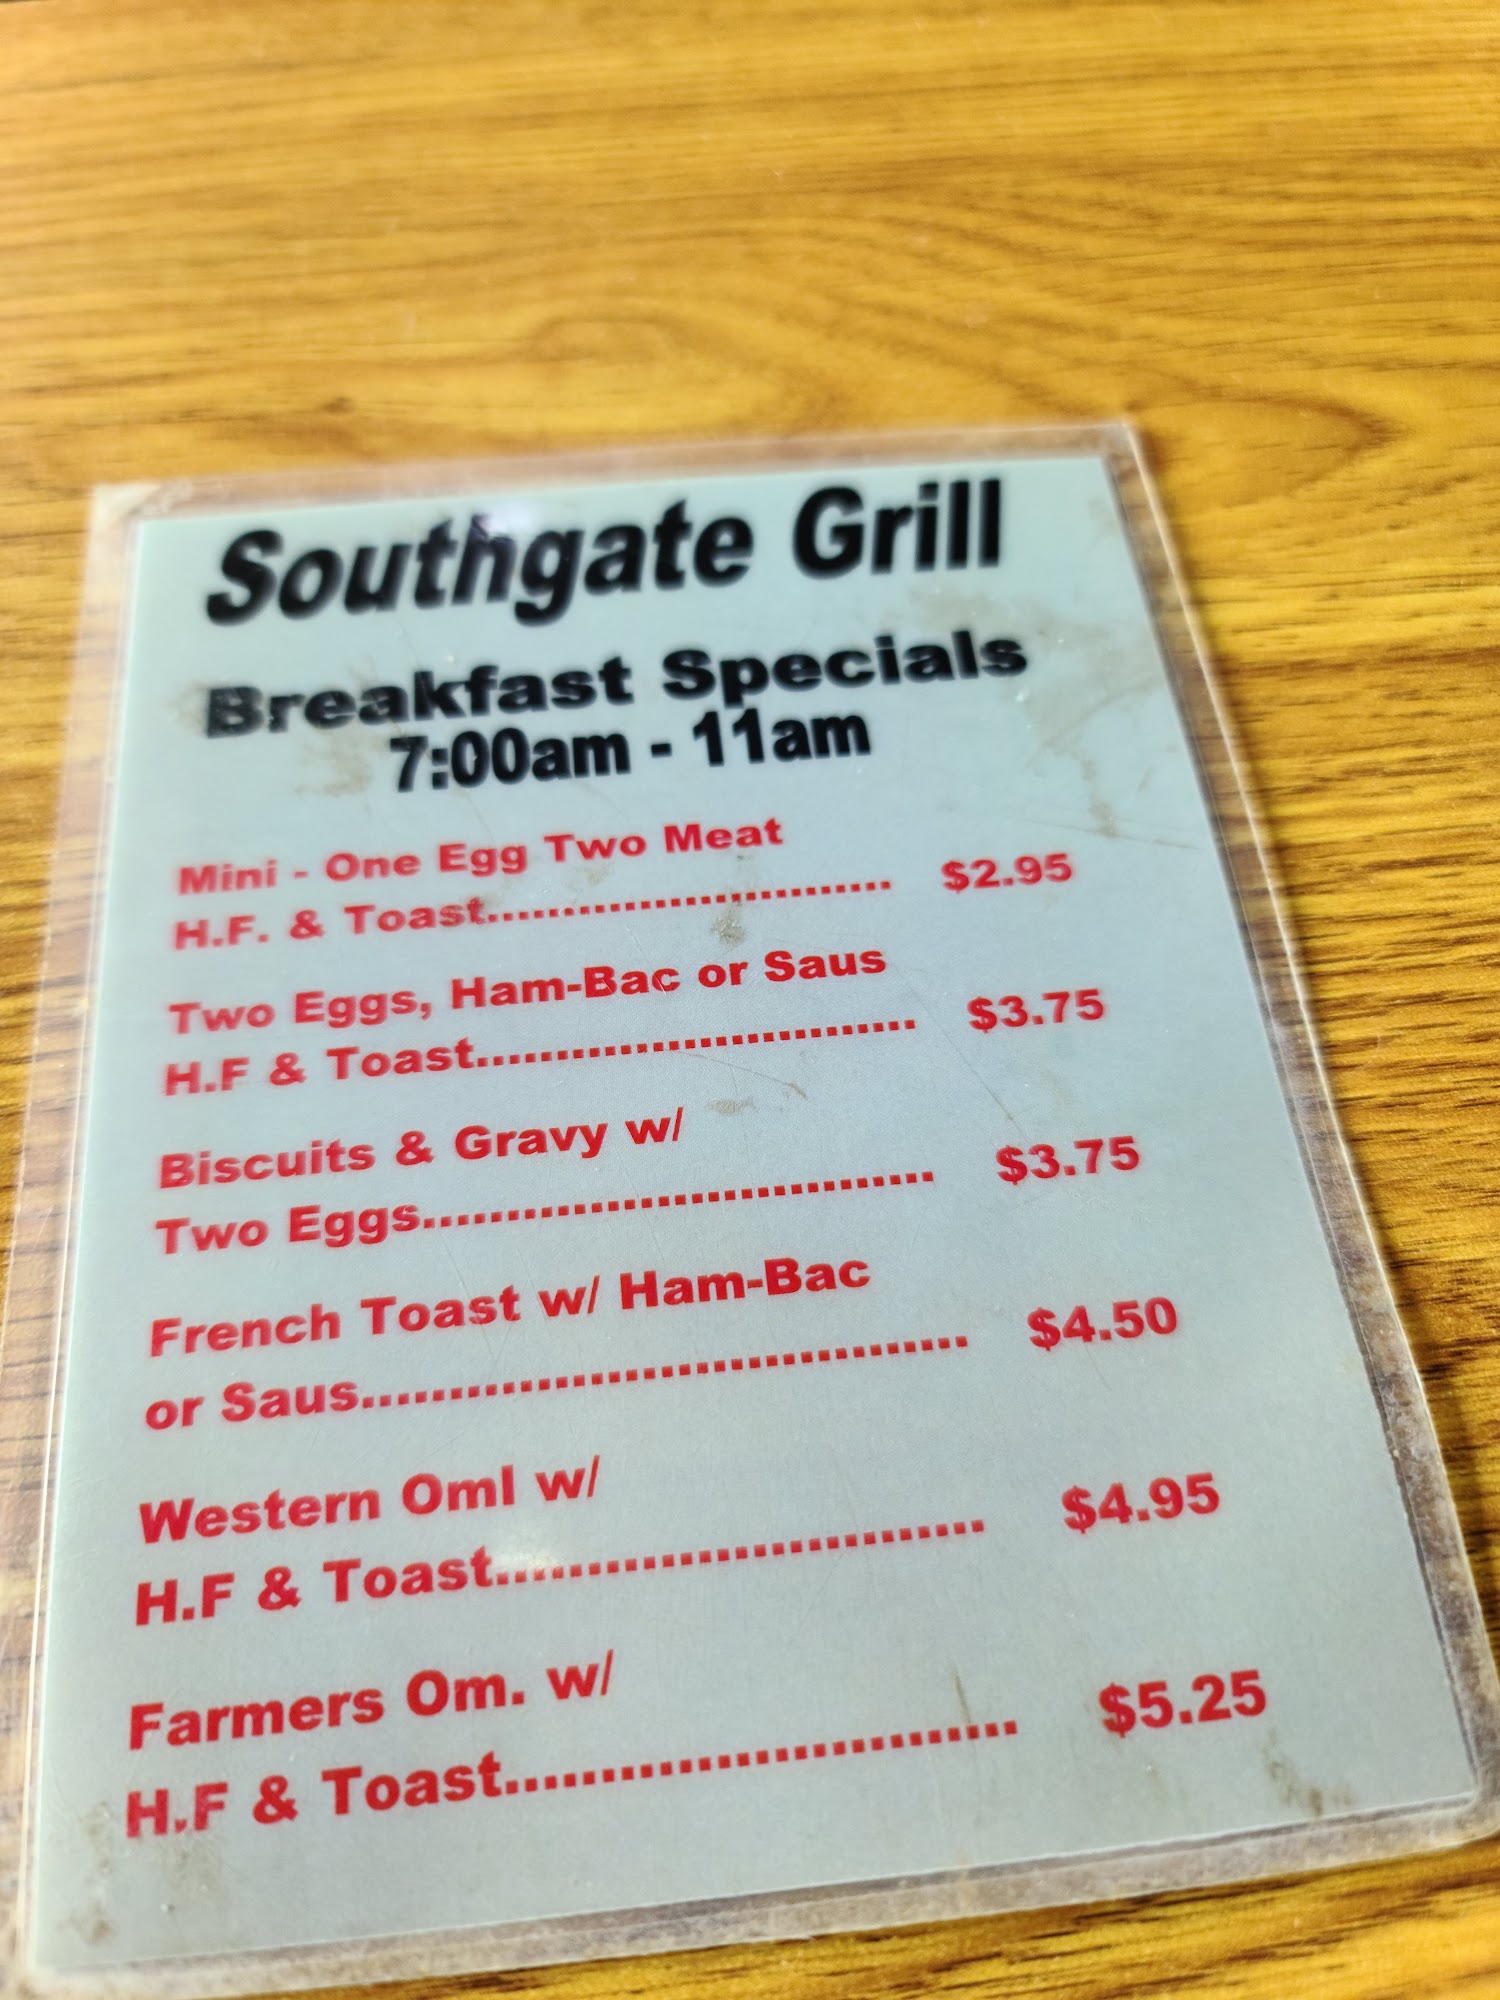 Southgate Grill
Breakfast Specials
7:00am - 11am
Mini - One Egg Two Meat
H.F. & Toast........................... $2.95
Two Eggs, Ham-Bac or Saus
H.F & Toast............................. $3.75
Biscuits & Gravy w/
Two Eggs.................................. $3.75
French Toast w/ Ham-Bac
or Saus....................................... $4.50
Western Oml w/
H.F & Toast................................ $4.95
Farmers Om. w/
H.F & Toast................................ $5.25